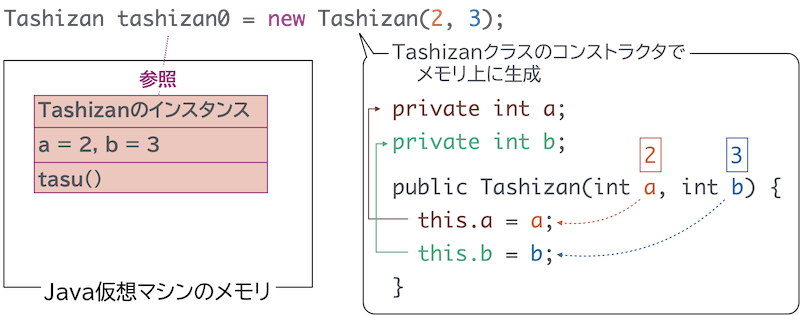 Tashizan tashizan0 = new Tashizan(2, 3);
参照
Tashizanのインスタンス
a = 2, b = 3
tasu()
Java仮想マシンのメモリ
Tashizanクラスのコンストラクタで
メモリ上に生成
private int a;
private int b;
2 3
public Tashizan(int a, int b) {
this.a = a;
this.b = b;
}